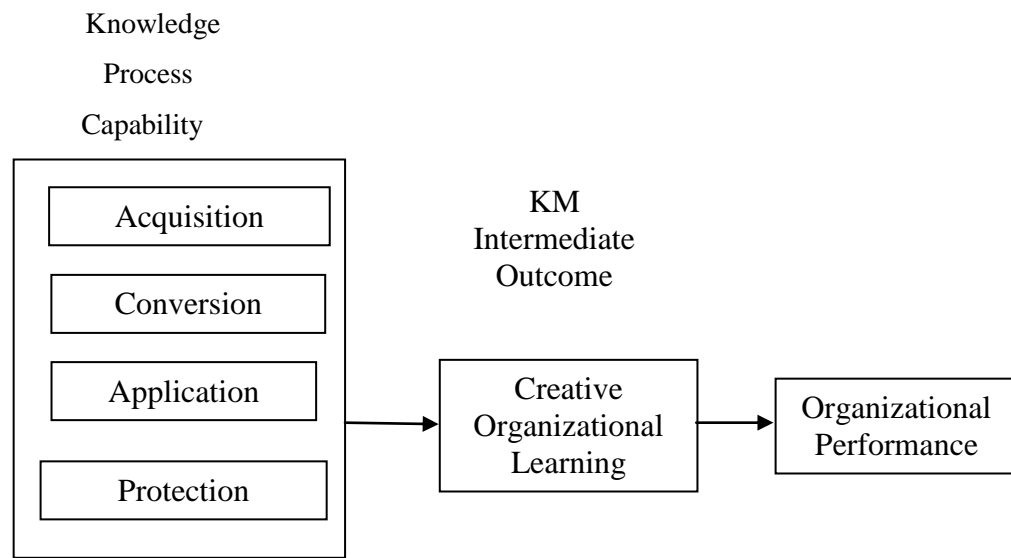 Knowledge
Process
Capability
Acquisition
Conversion
Application
Protection
KM
Intermediate
Outcome
Creative
Organizational
Learning
Organizational
Performance